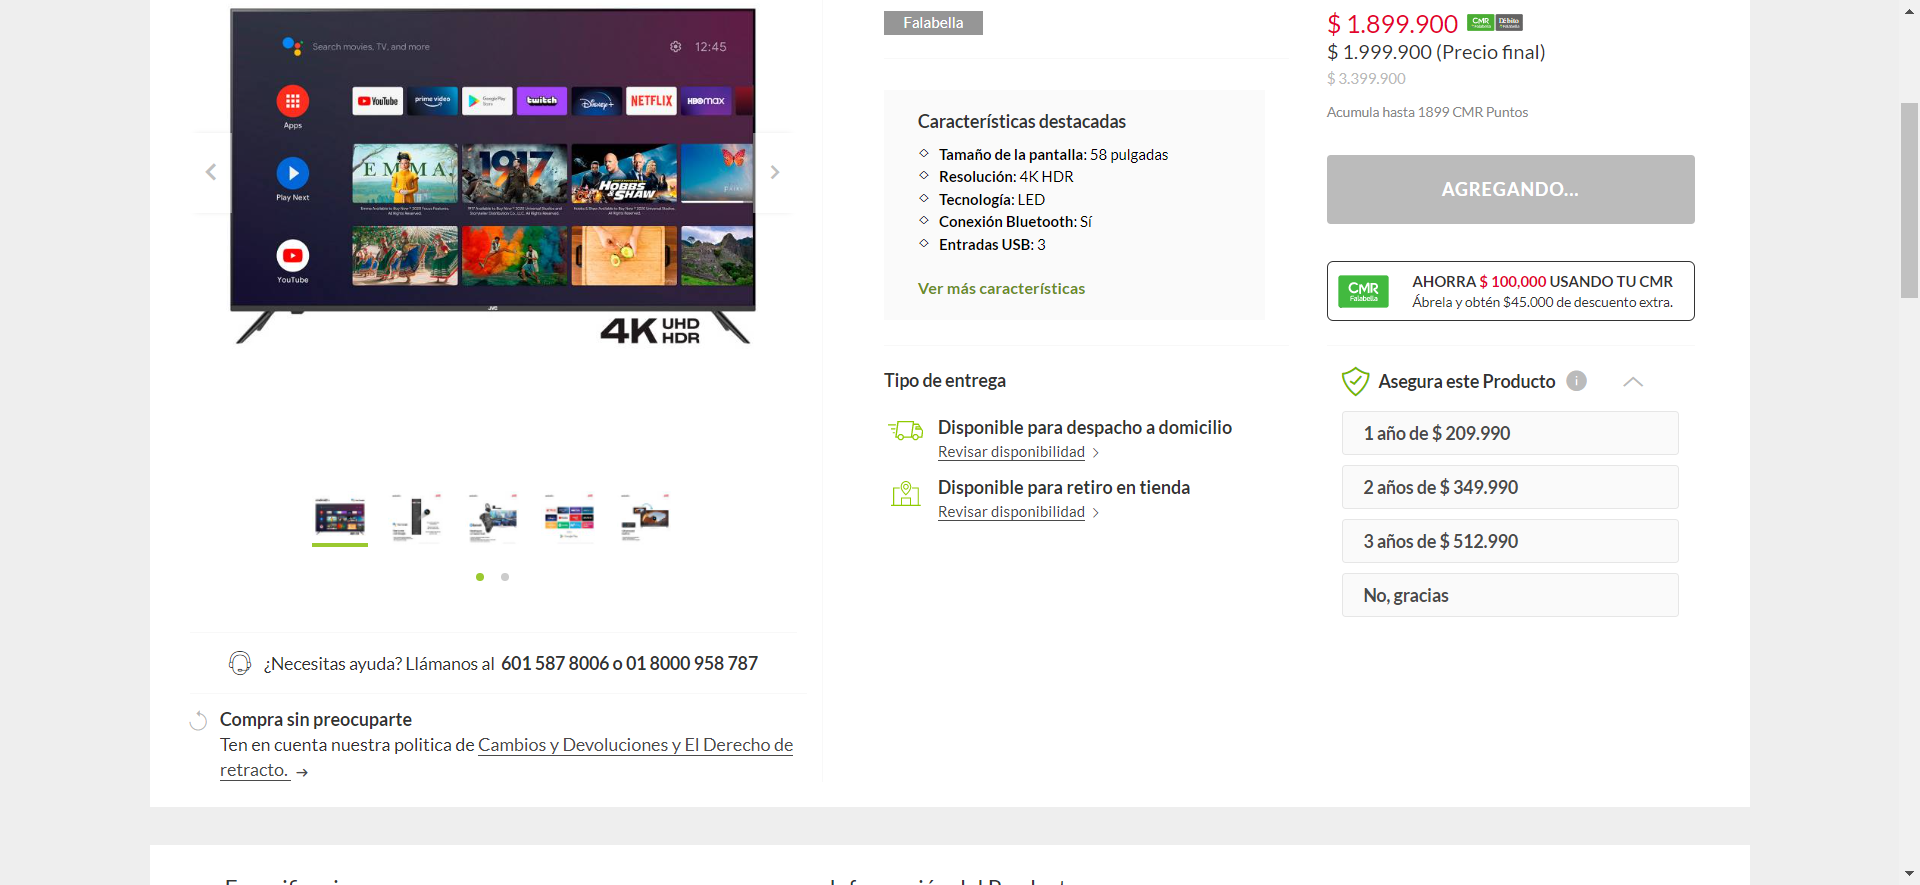 Search movies, TV, and more
12:45
Apps
YouTube
prime video
Google Play
twitch
Disney+
NETFLIX
HBOmax
Play Next
EMMA.
1917
HOBBS
& SHAW
YouTube
JVC
4K UHD
HDR
¿Necesitas ayuda? Llámanos al 601 587 8006 o 01 8000 958 787
Compra sin preocuparte
Ten en cuenta nuestra politica de Cambios y Devoluciones y El Derecho de
retracto.
Falabella
Características destacadas
Tamaño de la pantalla: 58 pulgadas
Resolución: 4K HDR
Tecnología: LED
Conexión Bluetooth: Sí
Entradas USB: 3
Ver más características
Tipo de entrega
Disponible para despacho a domicilio
Revisar disponibilidad
Disponible para retiro en tienda
Revisar disponibilidad
$ 1.899.900 CMR
$ 1.999.900 (Precio final)
$ 3.399.900
Acumula hasta 1899 CMR Puntos
AGREGANDO...
CMR
Falabella
AHORRA $ 100,000 USANDO TU CMR
Ábrela y obtén $45.000 de descuento extra.
Asegura este Producto i
1 año de $ 209.990
2 años de $ 349.990
3 años de $ 512.990
No, gracias